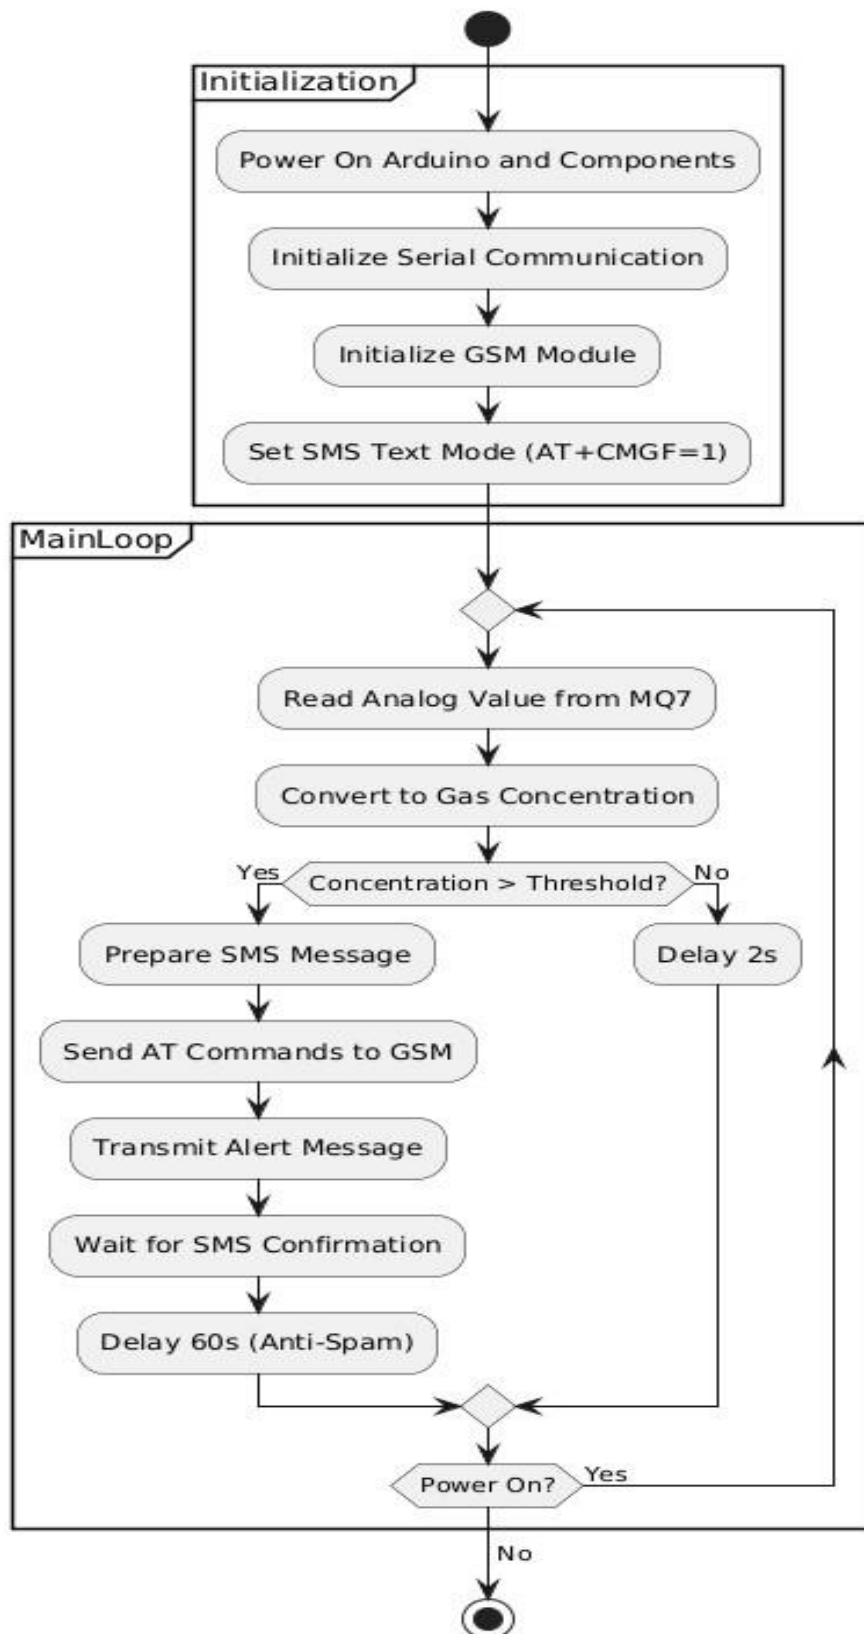 Initialization
Power On Arduino and Components
Initialize Serial Communication
Initialize GSM Module
Set SMS Text Mode (AT+CMGF=1)
MainLoop
Read Analog Value from MQ7
Convert to Gas Concentration
Yes
Concentration > Threshold?
No
Prepare SMS Message
Delay 2s
Send AT Commands to GSM
Transmit Alert Message
Wait for SMS Confirmation
Delay 60s (Anti-Spam)
Power On?
Yes
No